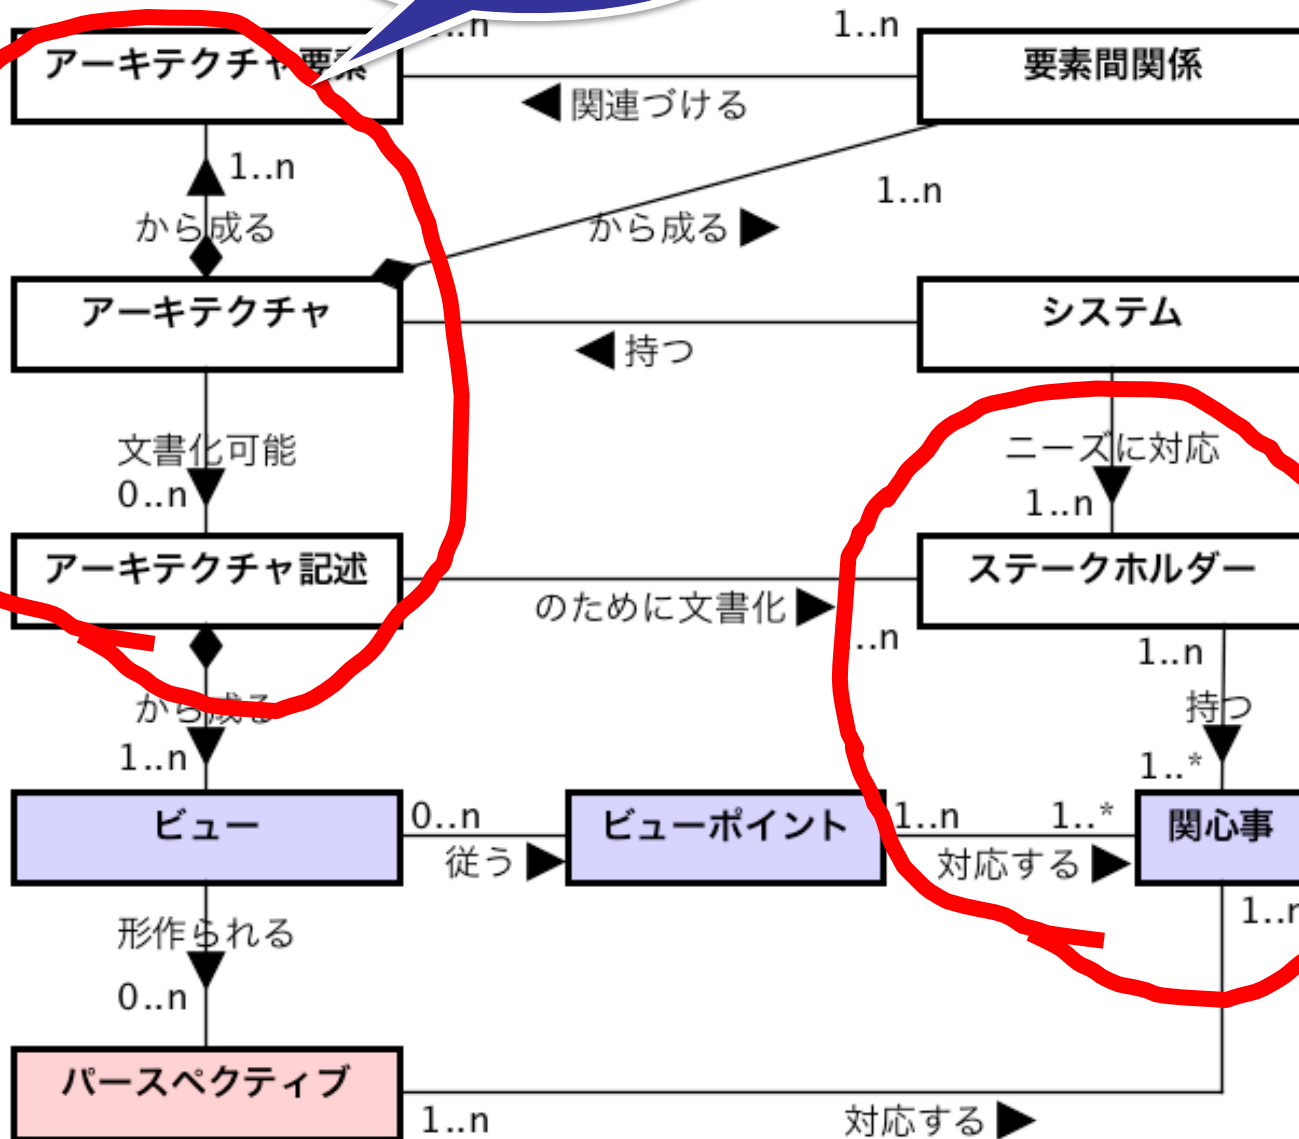 1..n
アーキテクチャ要素
要素間関係
関連づける
1..n
1..n
から成る
から成る
アーキテクチャ
システム
持つ
文書化可能
ニーズに対応
0..n
1..n
アーキテクチャ記述
ステークホルダー
のために文書化
1..n
から成る
持つ
1..n
1..*
ビュー
0..n
ビューポイント
1..n
1..*
関心事
従う
対応する
形作られる
0..n
パースペクティブ
1..n
対応する